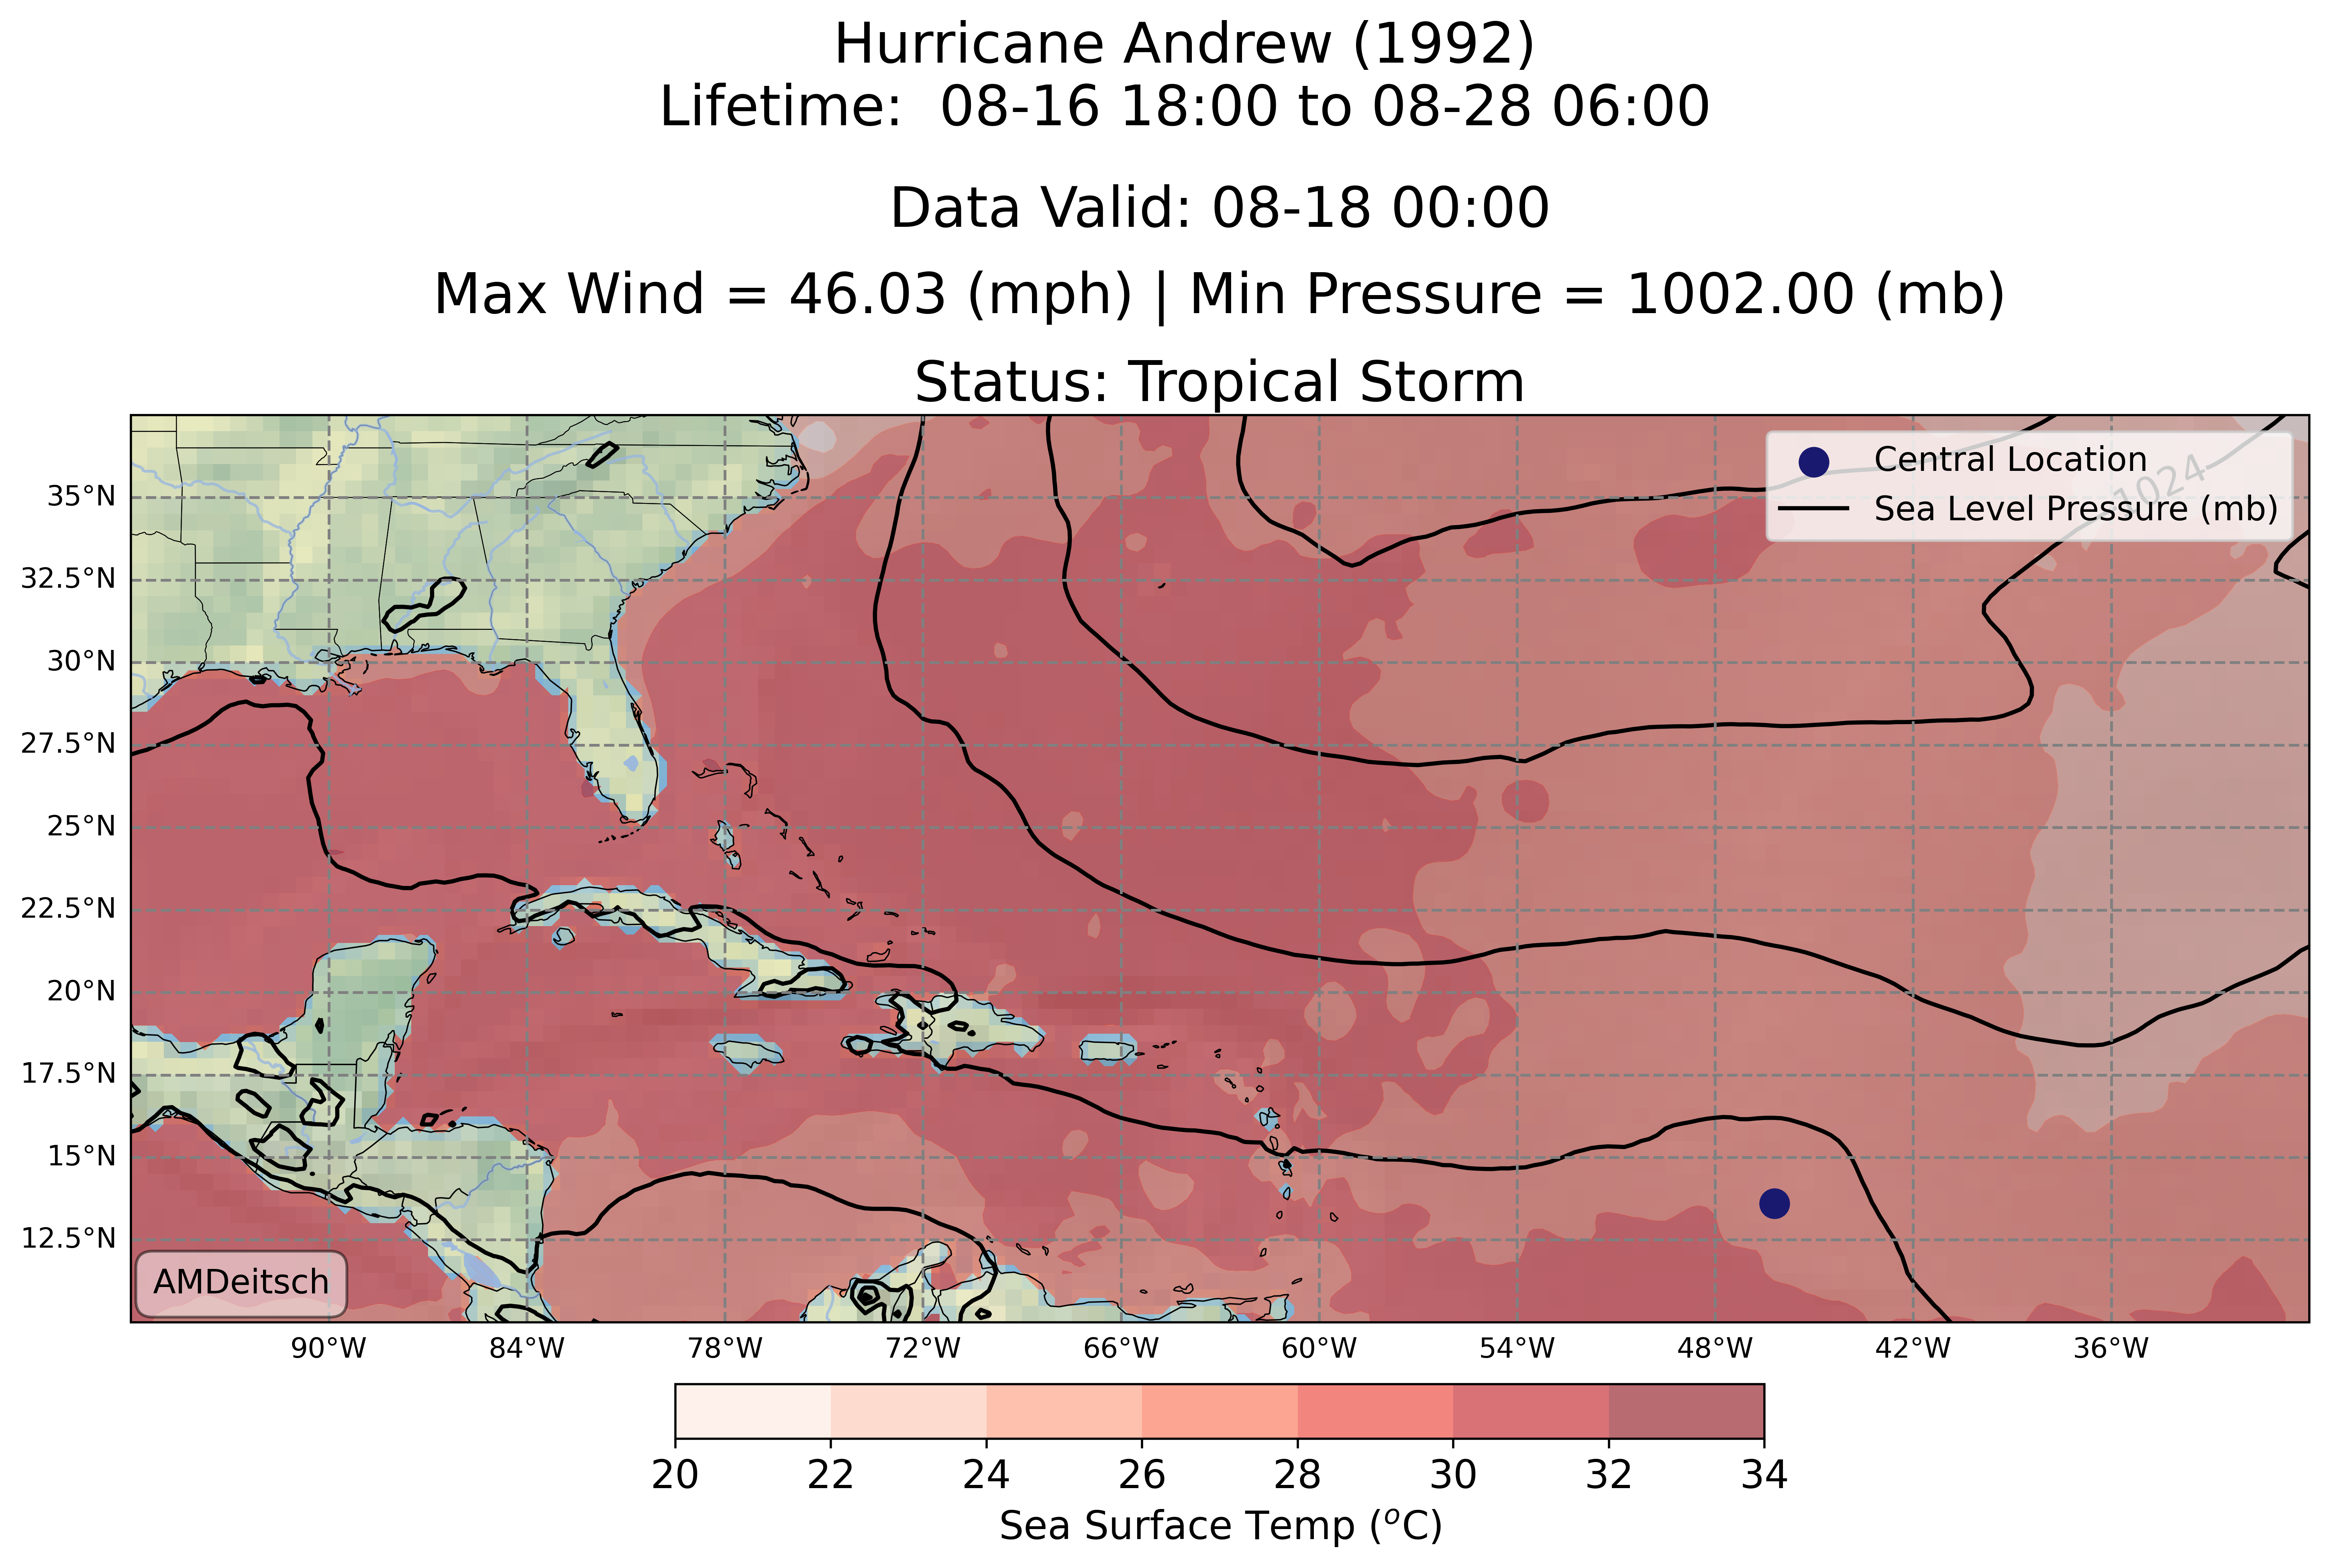 Hurricane Andrew (1992)
Lifetime:  08-16 18:00 to 08-28 06:00
Data Valid: 08-18 00:00
Max Wind = 46.03 (mph) | Min Pressure = 1002.00 (mb)
Status: Tropical Storm
Central Location
Sea Level Pressure (mb)
1024
35°N
32.5°N
30°N
27.5°N
25°N
22.5°N
20°N
17.5°N
15°N
12.5°N
AMDeitsch
90°W 84°W 78°W 72°W 66°W 60°W 54°W 48°W 42°W 36°W
20 22 24 26 28 30 32 34
Sea Surface Temp (°C)